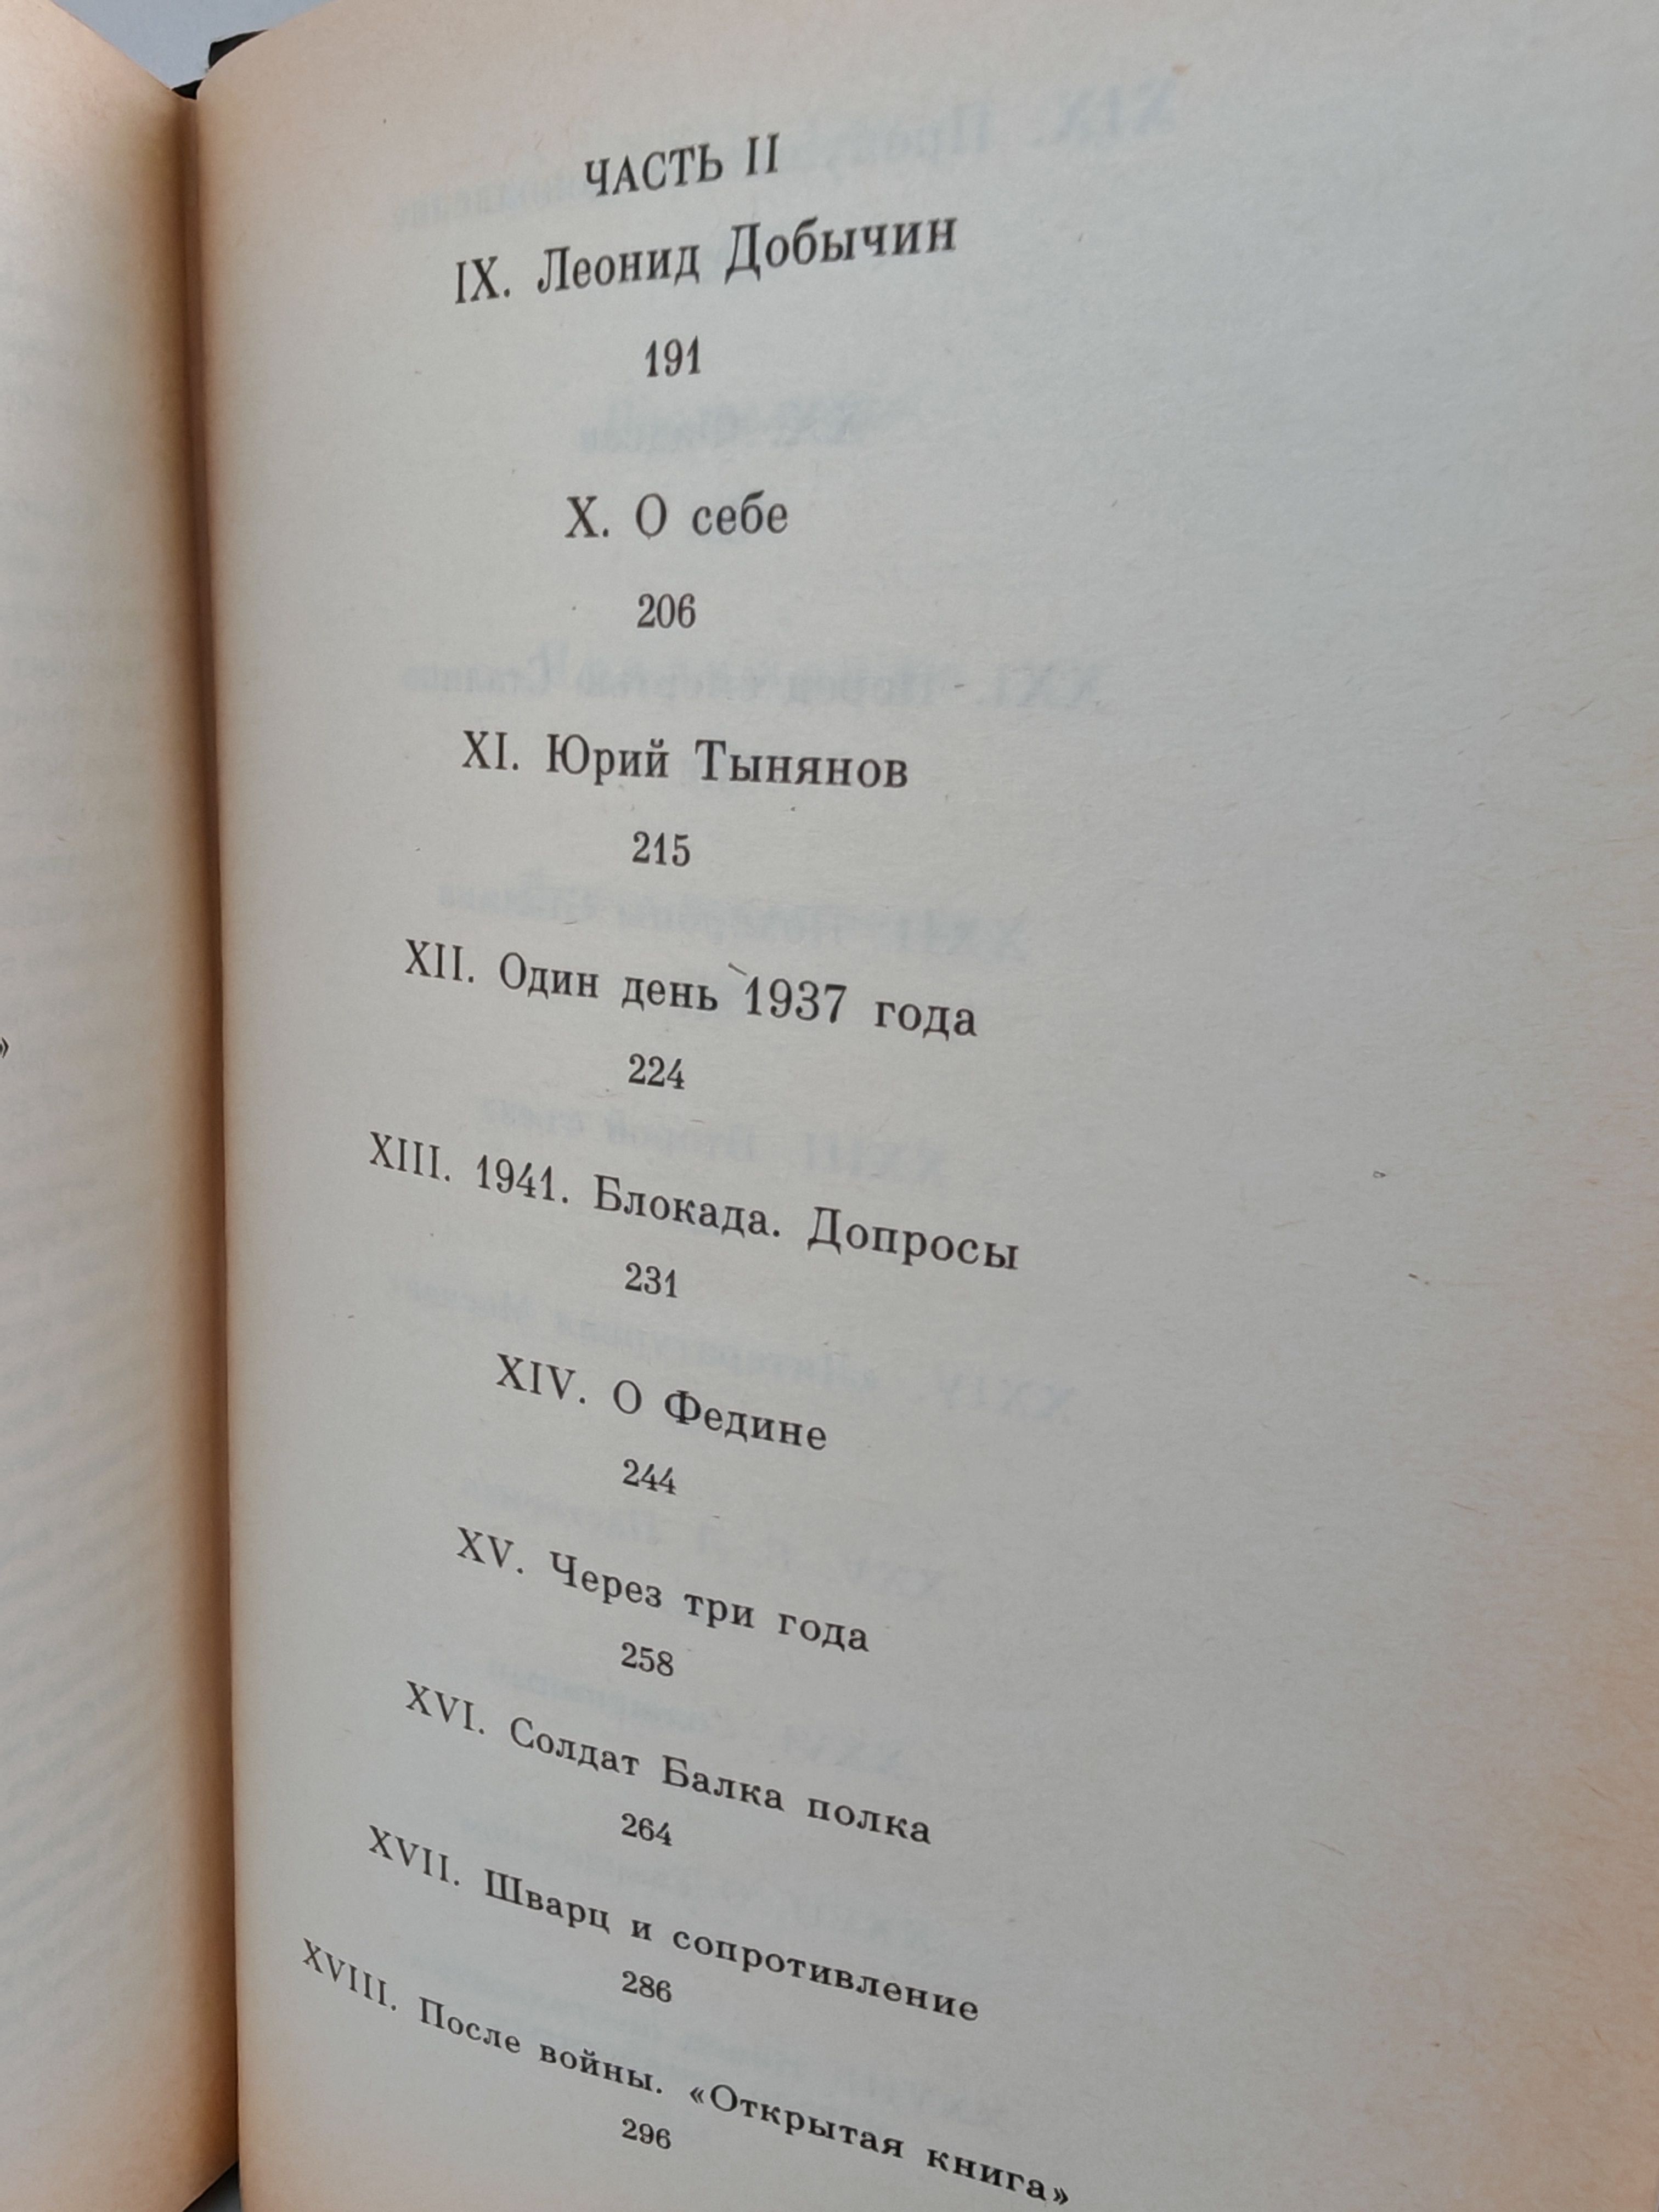 ЧАСТЬ II
IX. Леонид Добычин
191
X. О себе
206
XI. Юрий Тынянов
215
XII. Один день 1937 года
224
XIII. 1941. Блокада. Допросы
231
XIV. О Федине
244
XV. Через три года
258
XVI. Солдат Балка полка
264
XVII. Шварц и сопротивление
286
XVIII. После войны. «Открытая книга»
296
»